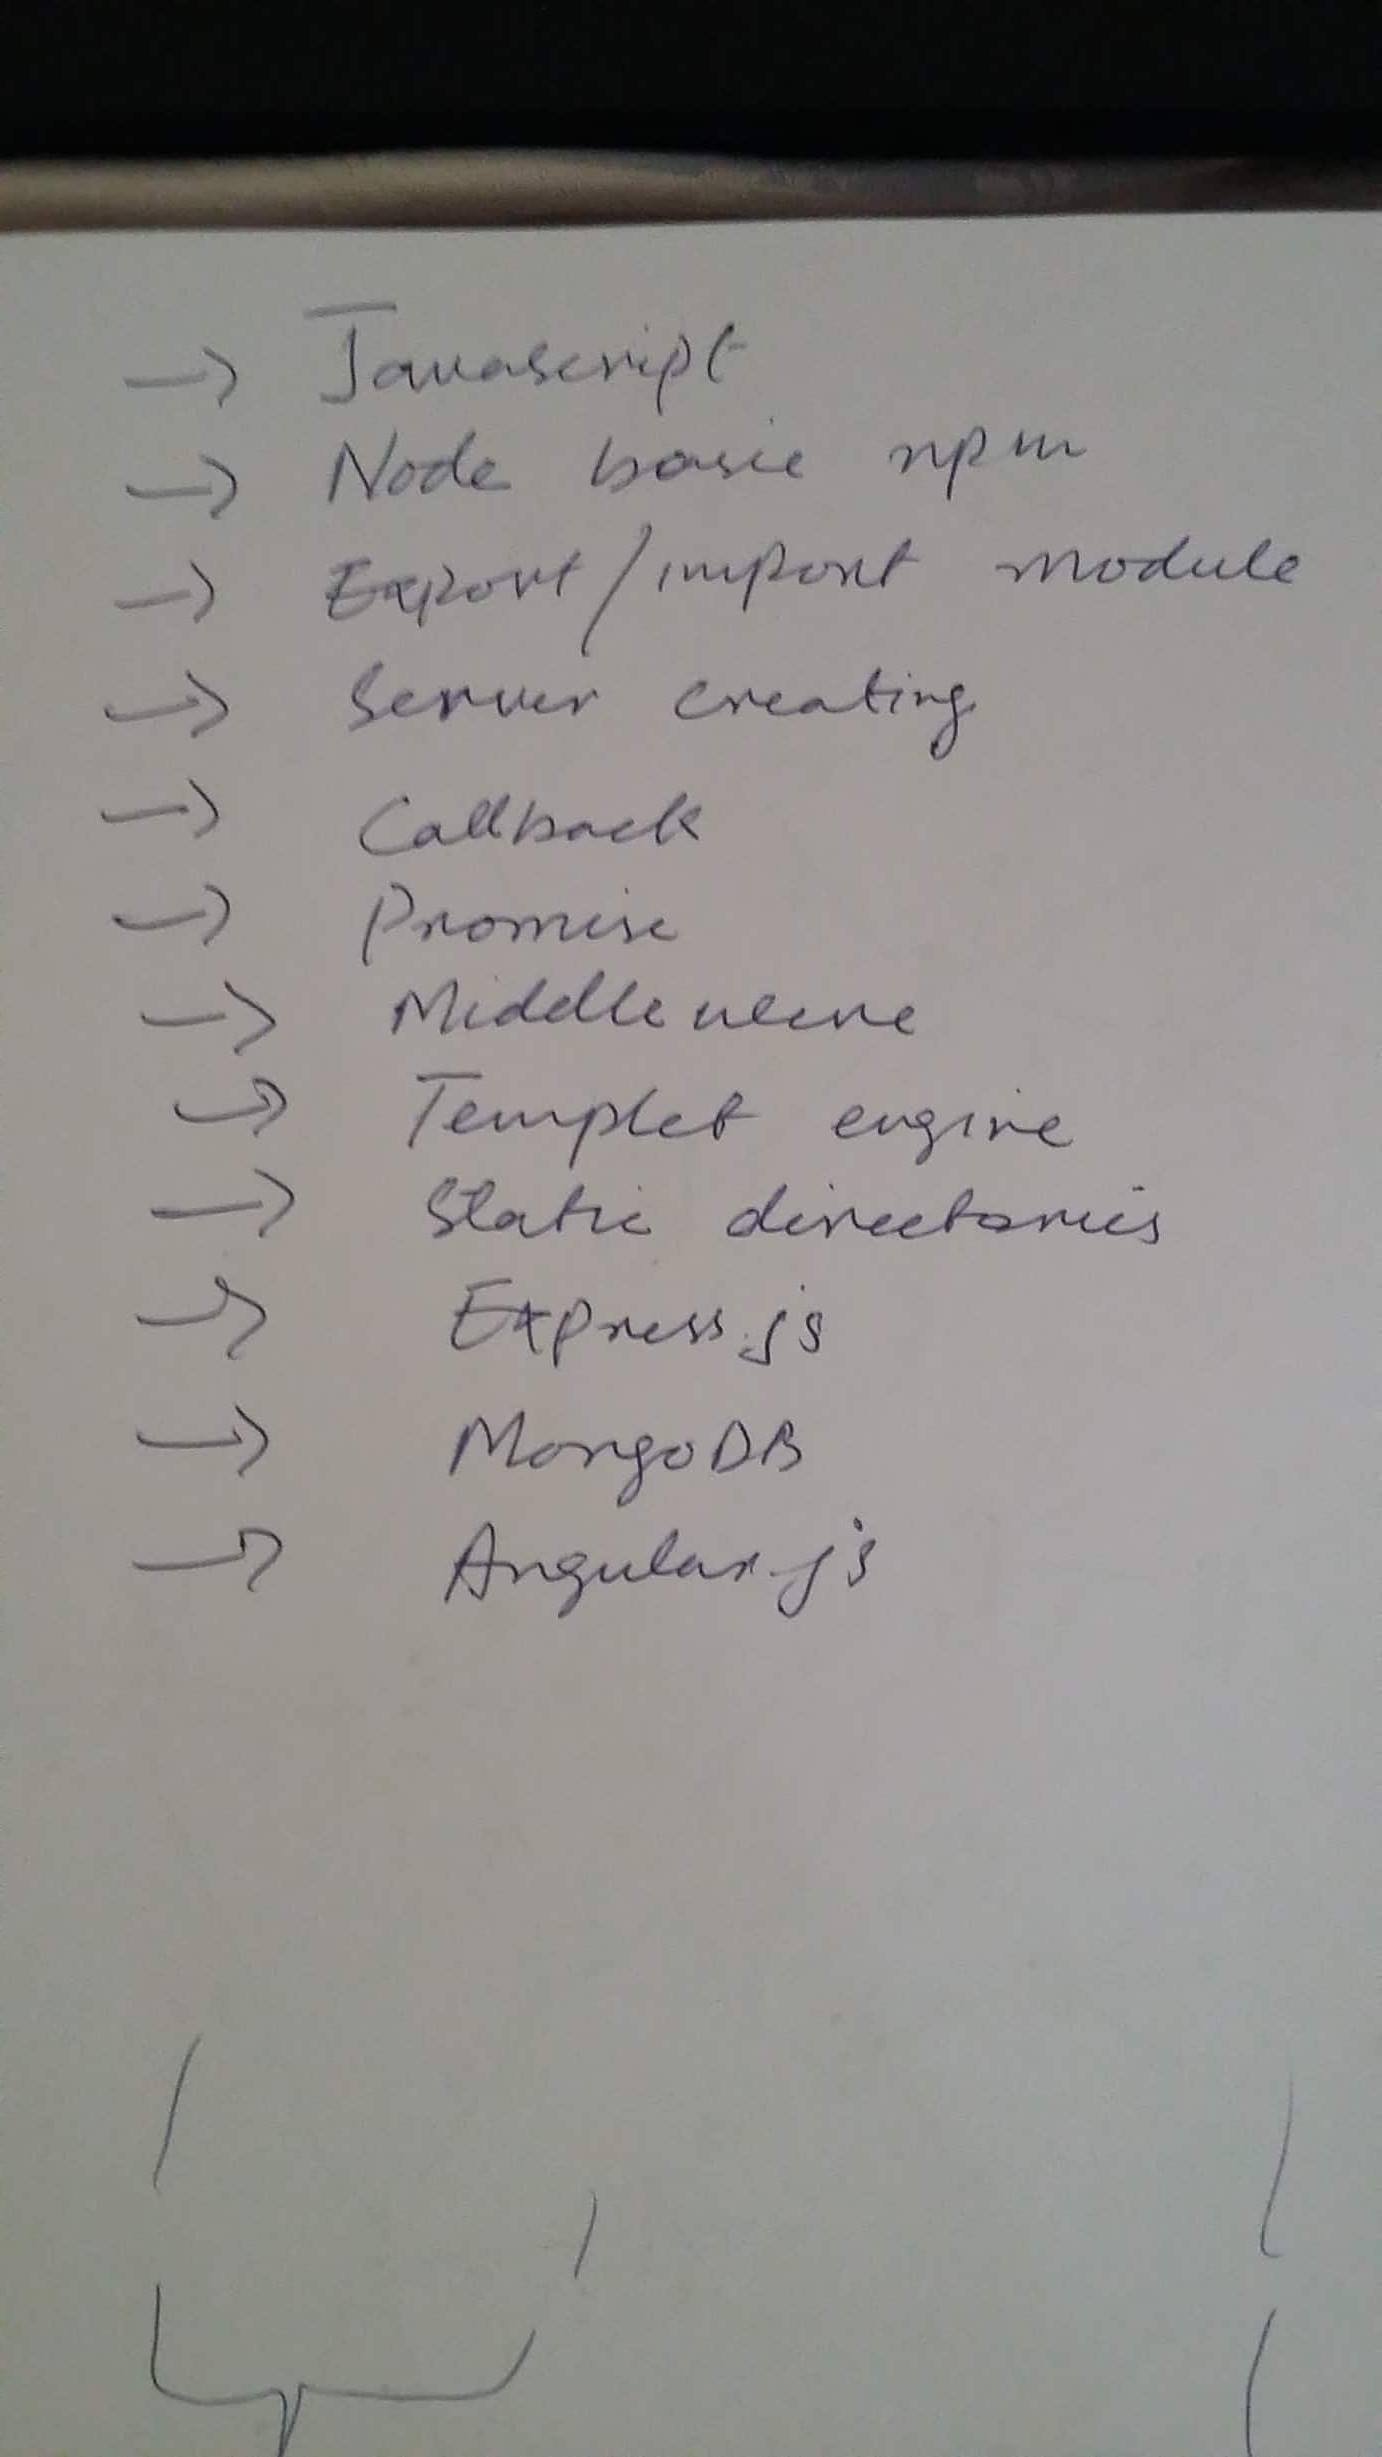 → Javascript
→ Node basic npm
→ Export/import module
→ Server creating
→ Callback
→ Promise
→ Middleware
→ Templet engine
→ Static directories
→ Express.js
→ MongoDB
→ Angular.js